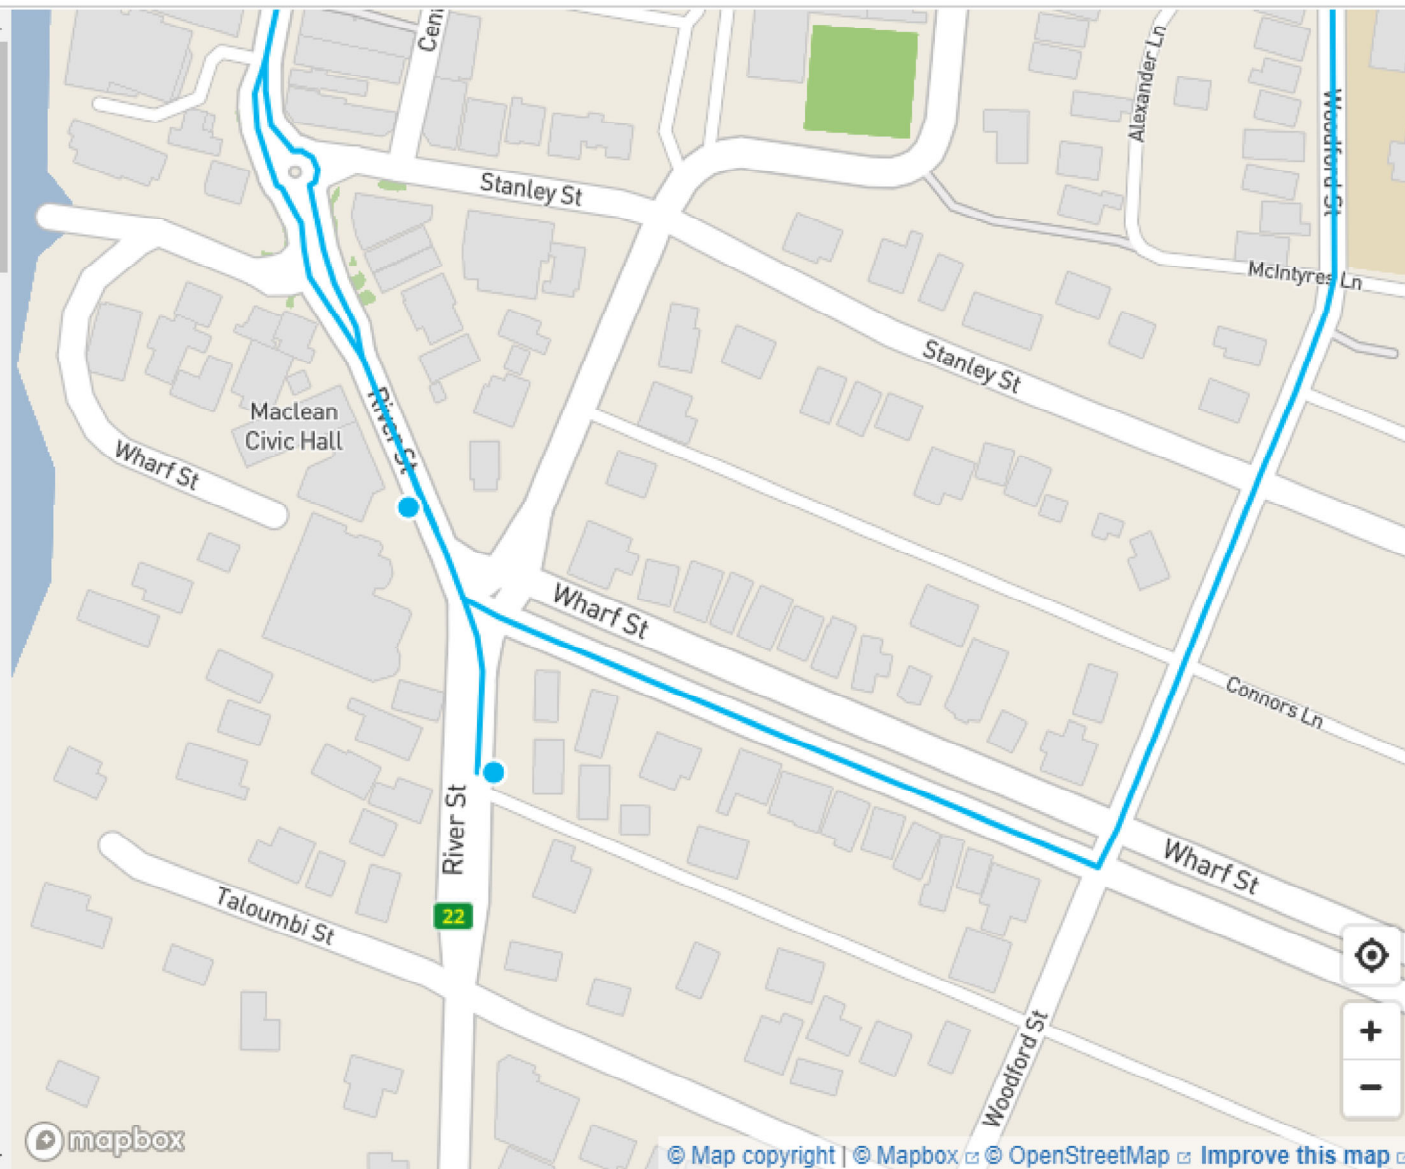 Cen
Alexander Ln
Woodford St
Stanley St
McIntyres Ln
Stanley St
River St
Maclean
Civic Hall
Wharf St
Wharf St
Connors Ln
River St
Wharf St
Taloumbi St
22
Woodford St
mapbox
© Map copyright | © Mapbox © OpenStreetMap Improve this map